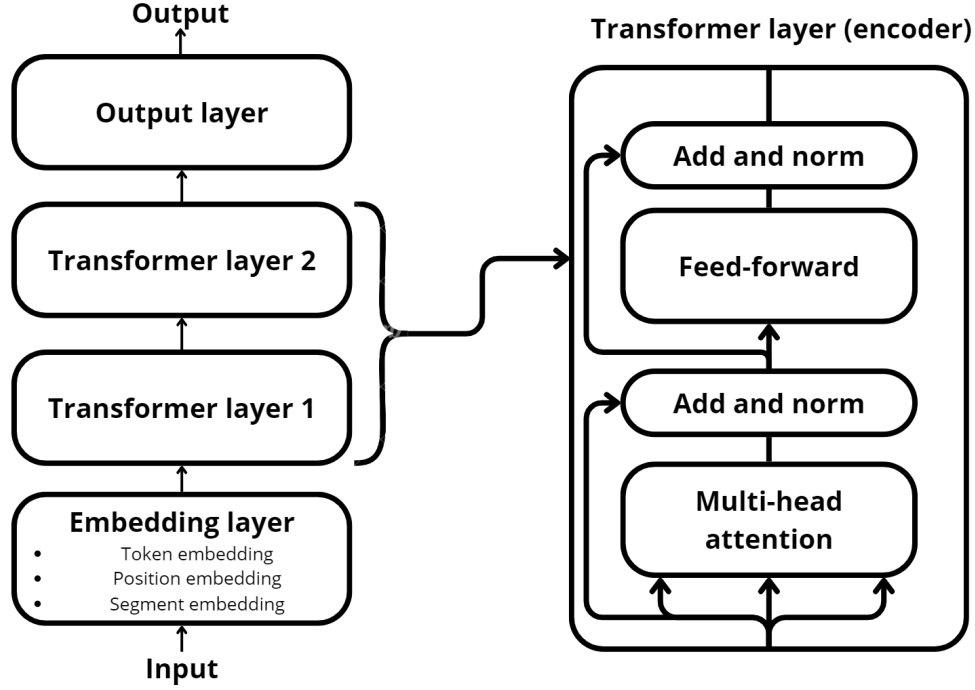 Output
Output layer
Transformer layer 2
Transformer layer 1
Embedding layer
• Token embedding
• Position embedding
• Segment embedding
Input
Transformer layer (encoder)
Add and norm
Feed-forward
Add and norm
Multi-head
attention